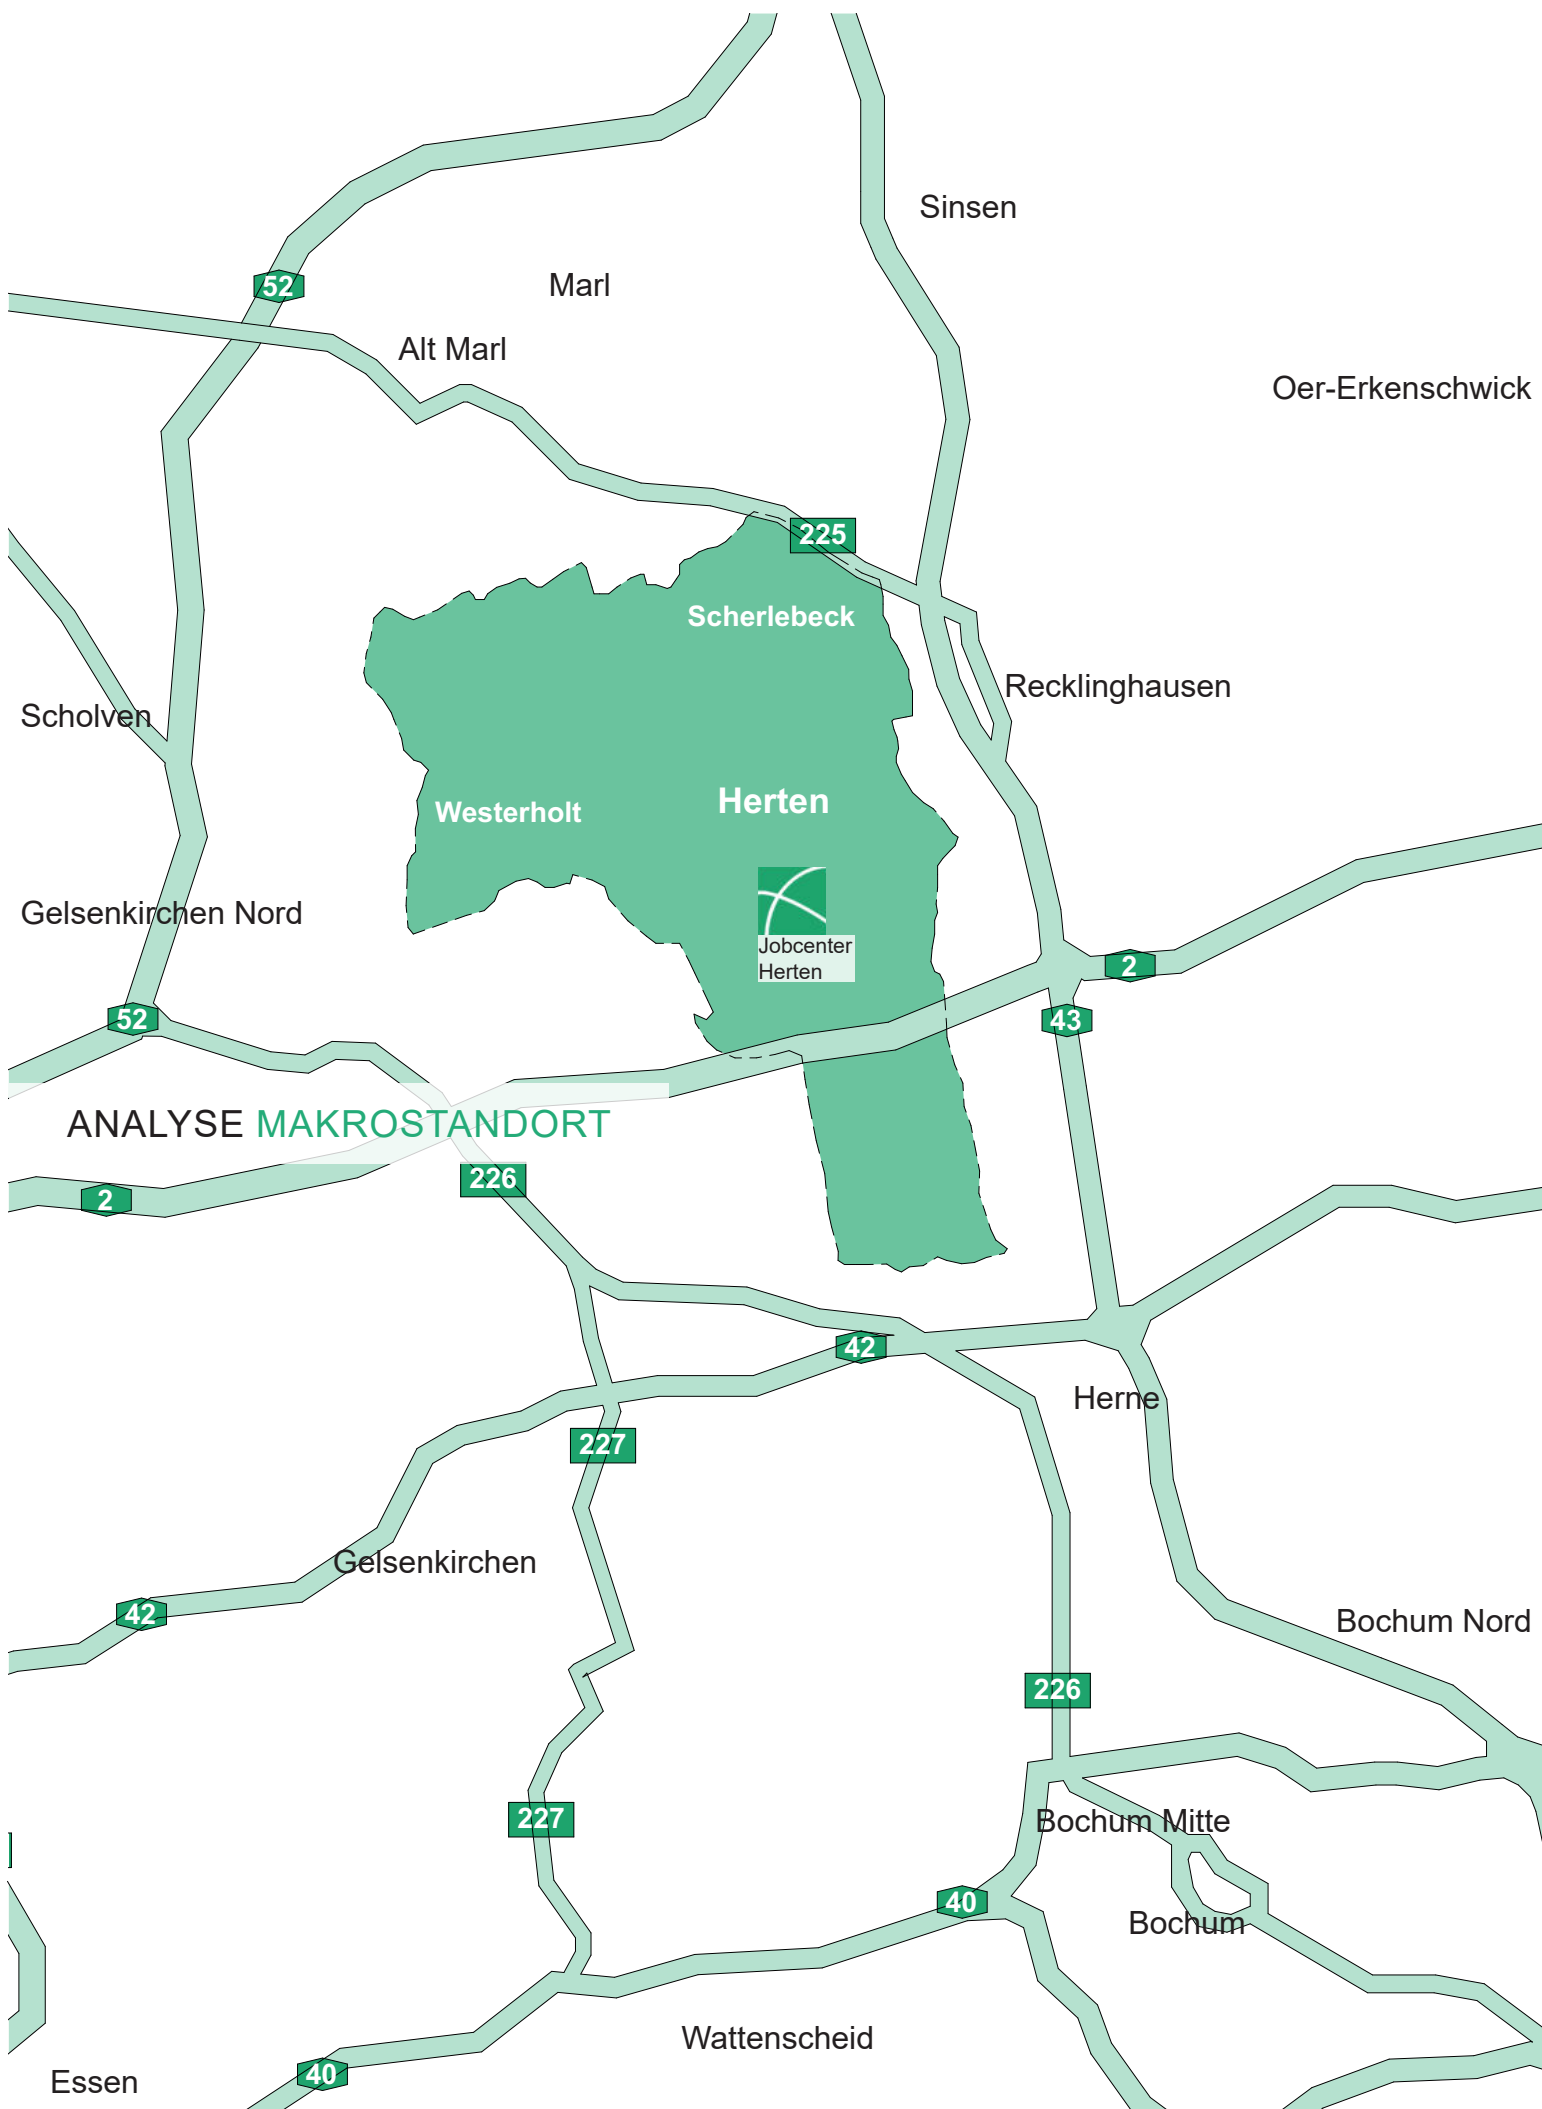 Sinsen
52
Marl
Alt Marl
Oer-Erkenschwick
225
Scherlebeck
Recklinghausen
Scholven
Herten
Westerholt
Gelsenkirchen Nord
Jobcenter
Herten
2
52
43
ANALYSE MAKROSTANDORT
226
2
42
Herne
227
Gelsenkirchen
42
Bochum Nord
226
227
Bochum Mitte
40
Bochum
Wattenscheid
40
Essen